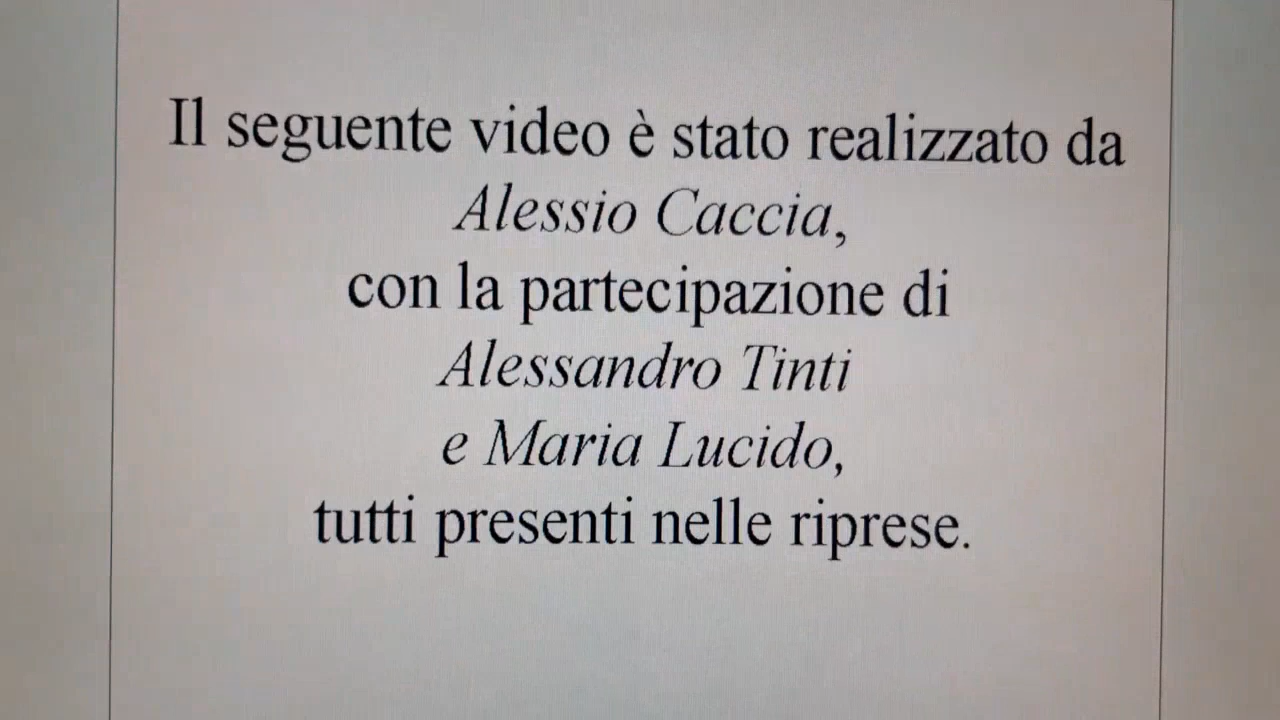 Il seguente video è stato realizzato da
Alessio Caccia,
con la partecipazione di
Alessandro Tinti
e Maria Lucido,
tutti presenti nelle riprese.